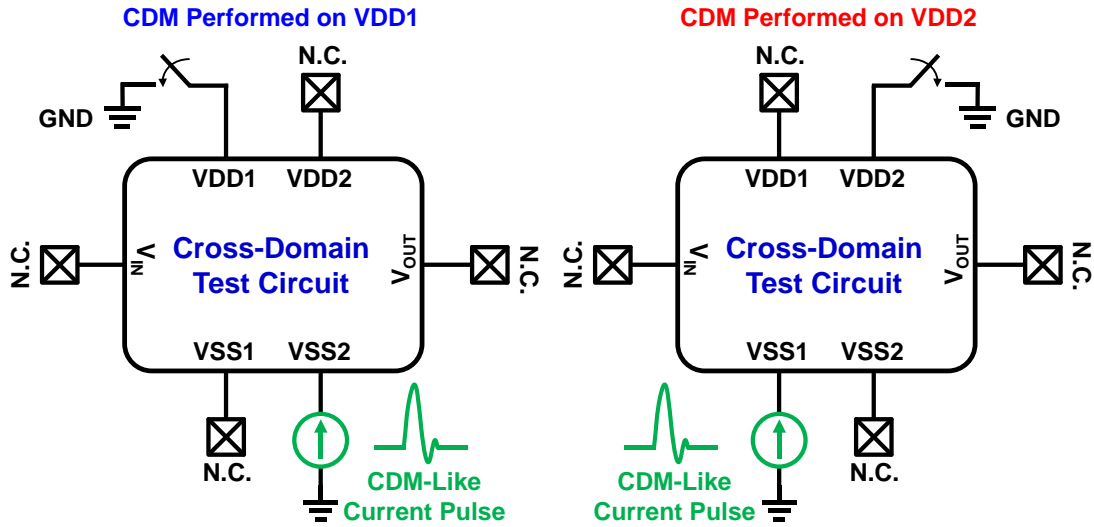 CDM Performed on VDD1
N.C.
GND
VDD1 VDD2
N.C.
VIN
Cross-Domain
Test Circuit
VOUT
N.C.
VSS1 VSS2
N.C.
CDM-Like
Current Pulse
CDM Performed on VDD2
N.C.
GND
VDD1 VDD2
N.C.
VIN
Cross-Domain
Test Circuit
VOUT
N.C.
VSS1 VSS2
N.C.
CDM-Like
Current Pulse